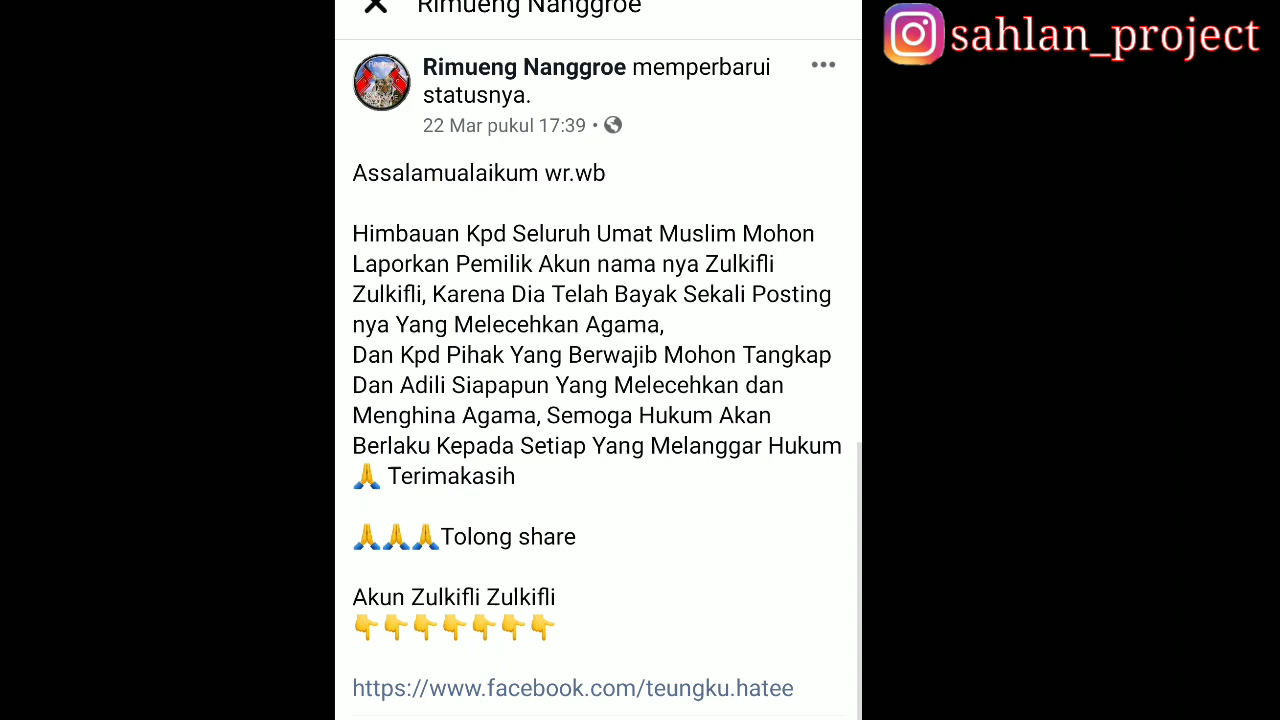 Rimueng Nanggroe
sahlan_project
Rimueng Nanggroe memperbarui
statusnya.
22 Mar pukul 17:39
Assalamualaikum wr.wb
Himbauan Kpd Seluruh Umat Muslim Mohon
Laporkan Pemilik Akun nama nya Zulkifli
Zulkifli, Karena Dia Telah Bayak Sekali Posting
nya Yang Melecehkan Agama,
Dan Kpd Pihak Yang Berwajib Mohon Tangkap
Dan Adili Siapapun Yang Melecehkan dan
Menghina Agama, Semoga Hukum Akan
Berlaku Kepada Setiap Yang Melanggar Hukum
🙏 Terimakasih
🙏🙏🙏Tolong share
Akun Zulkifli Zulkifli
👇👇👇👇👇👇👇
https://www.facebook.com/teungku.hatee